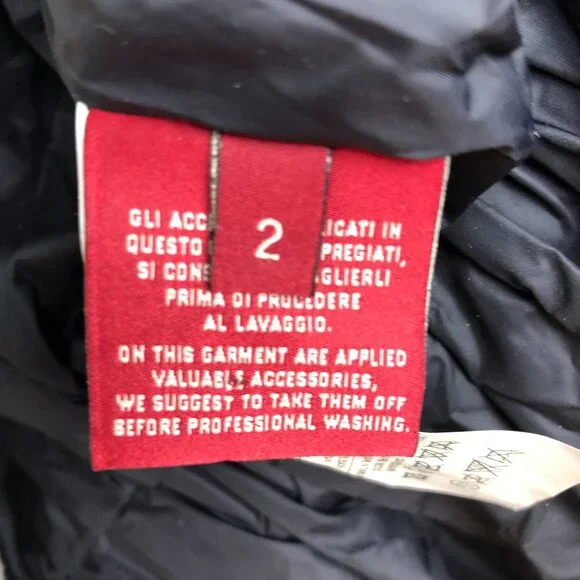 2
GLI ACC ICATI IN
QUESTO PREGIATI,
SI CONS GLIERLI
PRIMA DI PROCEDERE
AL LAVAGGIO.
ON THIS GARMENT ARE APPLIED
VALUABLE ACCESSORIES,
WE SUGGEST TO TAKE THEM OFF
BEFORE PROFESSIONAL WASHING.